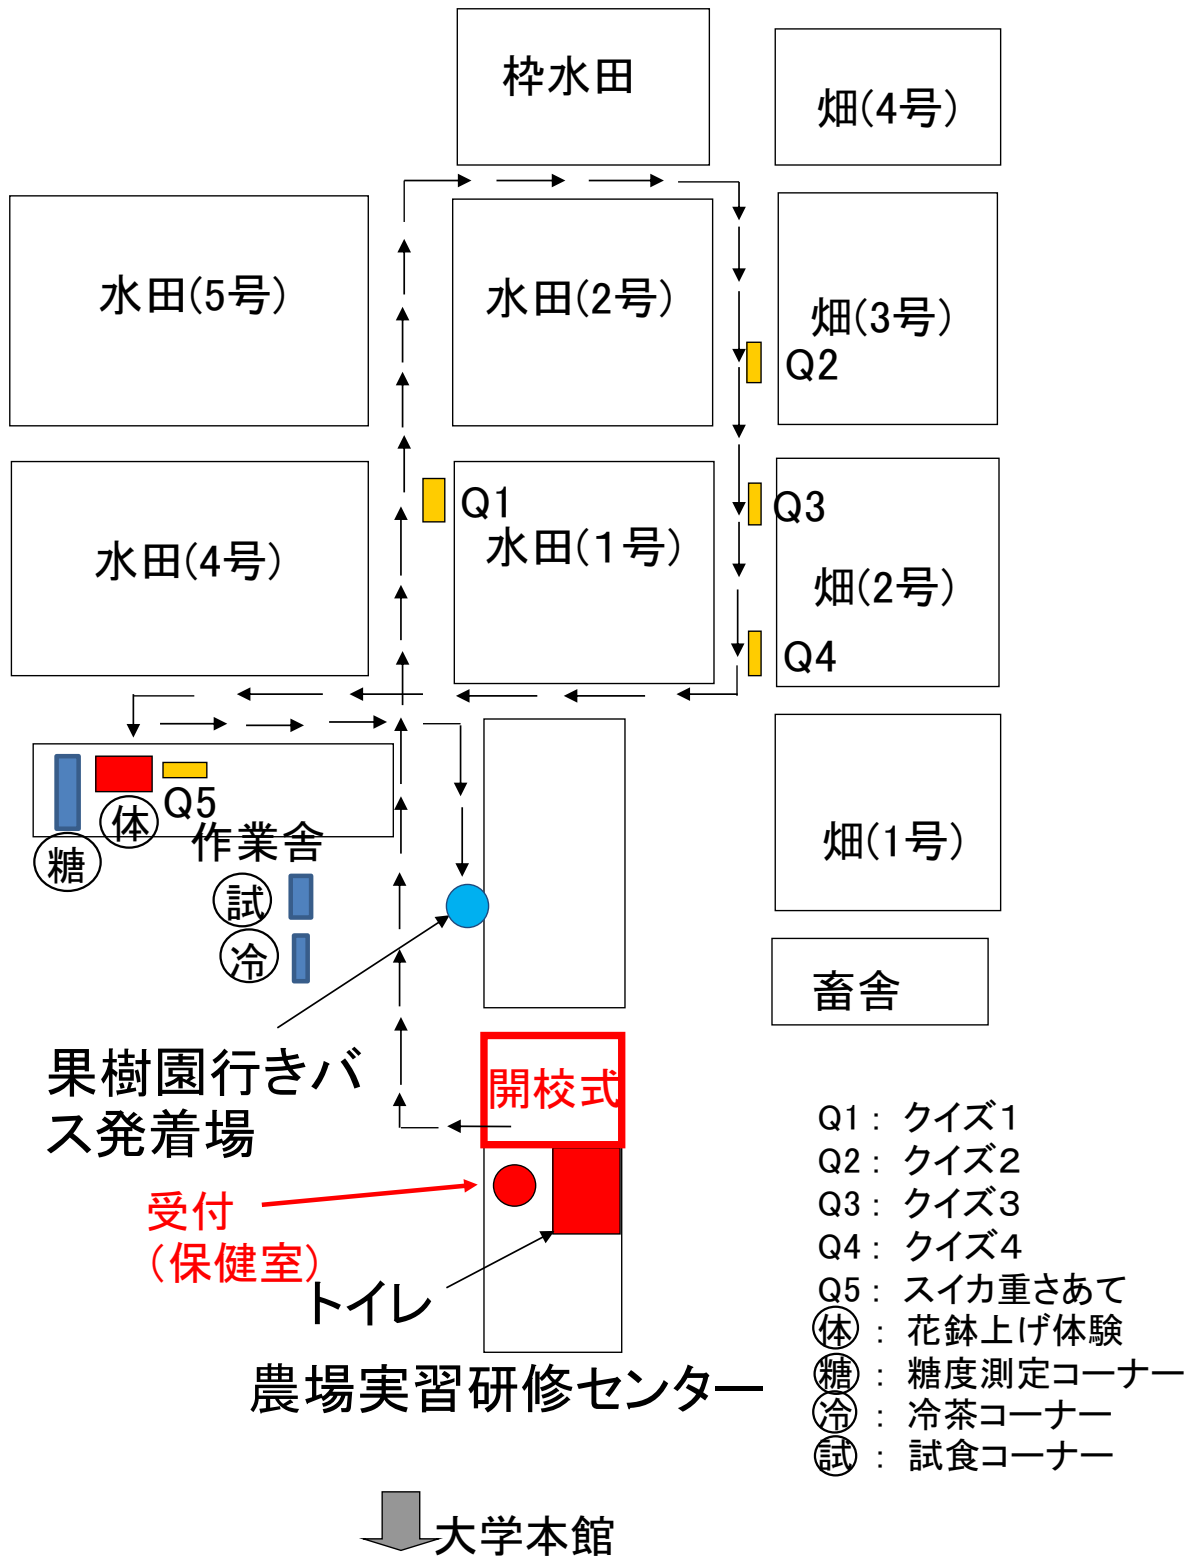 枠水田
畑(4号)
水田(5号)
水田(2号)
畑(3号)
Q2
Q1
Q3
水田(4号)
水田(１号)
畑(2号)
Q4
Q5
体
作業舎
糖
畑(1号)
試
冷
畜舎
果樹園行きバ
ス発着場
開校式
受付
（保健室）
トイレ
農場実習研修センター
Q1： クイズ１
Q2： クイズ２
Q3： クイズ３
Q4： クイズ４
Q5： スイカ重さあて
体 ： 花鉢上げ体験
糖 ： 糖度測定コーナー
冷 ： 冷茶コーナー
試 ： 試食コーナー
大学本館